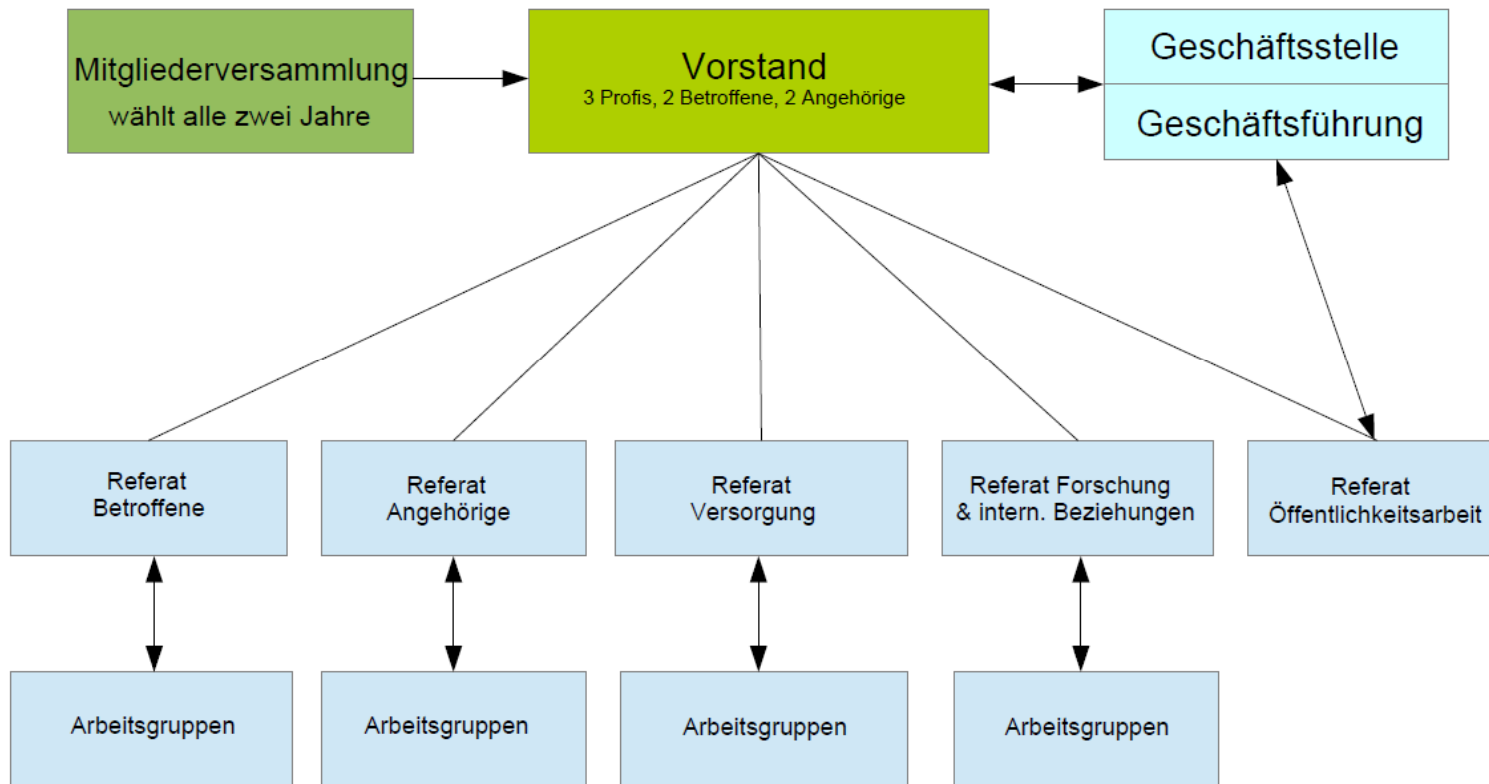 Mitgliederversammlung
wählt alle zwei Jahre
Vorstand
3 Profis, 2 Betroffene, 2 Angehörige
Geschäftsstelle
Geschäftsführung
Referat
Betroffene
Referat
Angehörige
Referat
Versorgung
Referat Forschung
& intern. Beziehungen
Referat
Öffentlichkeitsarbeit
Arbeitsgruppen
Arbeitsgruppen
Arbeitsgruppen
Arbeitsgruppen